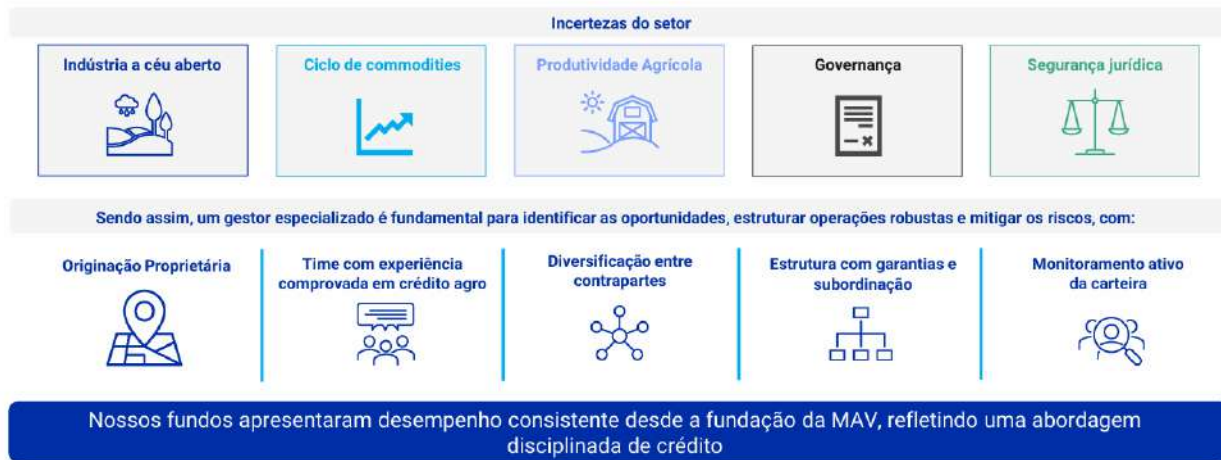 Incertezas do setor
Indústria a céu aberto
Ciclo de commodities
Produtividade Agrícola
Governança
Segurança jurídica
Sendo assim, um gestor especializado é fundamental para identificar as oportunidades, estruturar operações robustas e mitigar os riscos, com:
Originação Proprietária
Time com experiência
comprovada em crédito agro
Diversificação entre
contrapartes
Estrutura com garantias e
subordinação
Monitoramento ativo
da carteira
Nossos fundos apresentaram desempenho consistente desde a fundação da MAV, refletindo uma abordagem
disciplinada de crédito